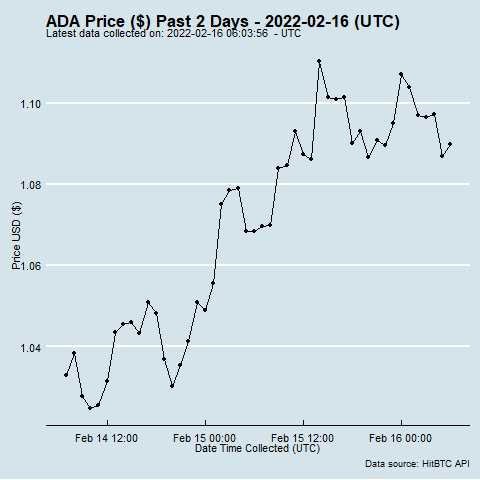 ADA Price ($) Past 2 Days - 2022-02-16 (UTC)
Latest data collected on: 2022-02-16 06:03:56  - UTC
1.10
1.08
1.06
1.04
Price USD ($)
Feb 14 12:00 Feb 15 00:00 Feb 15 12:00 Feb 16 00:00
Date Time Collected (UTC)
Data source: HitBTC API